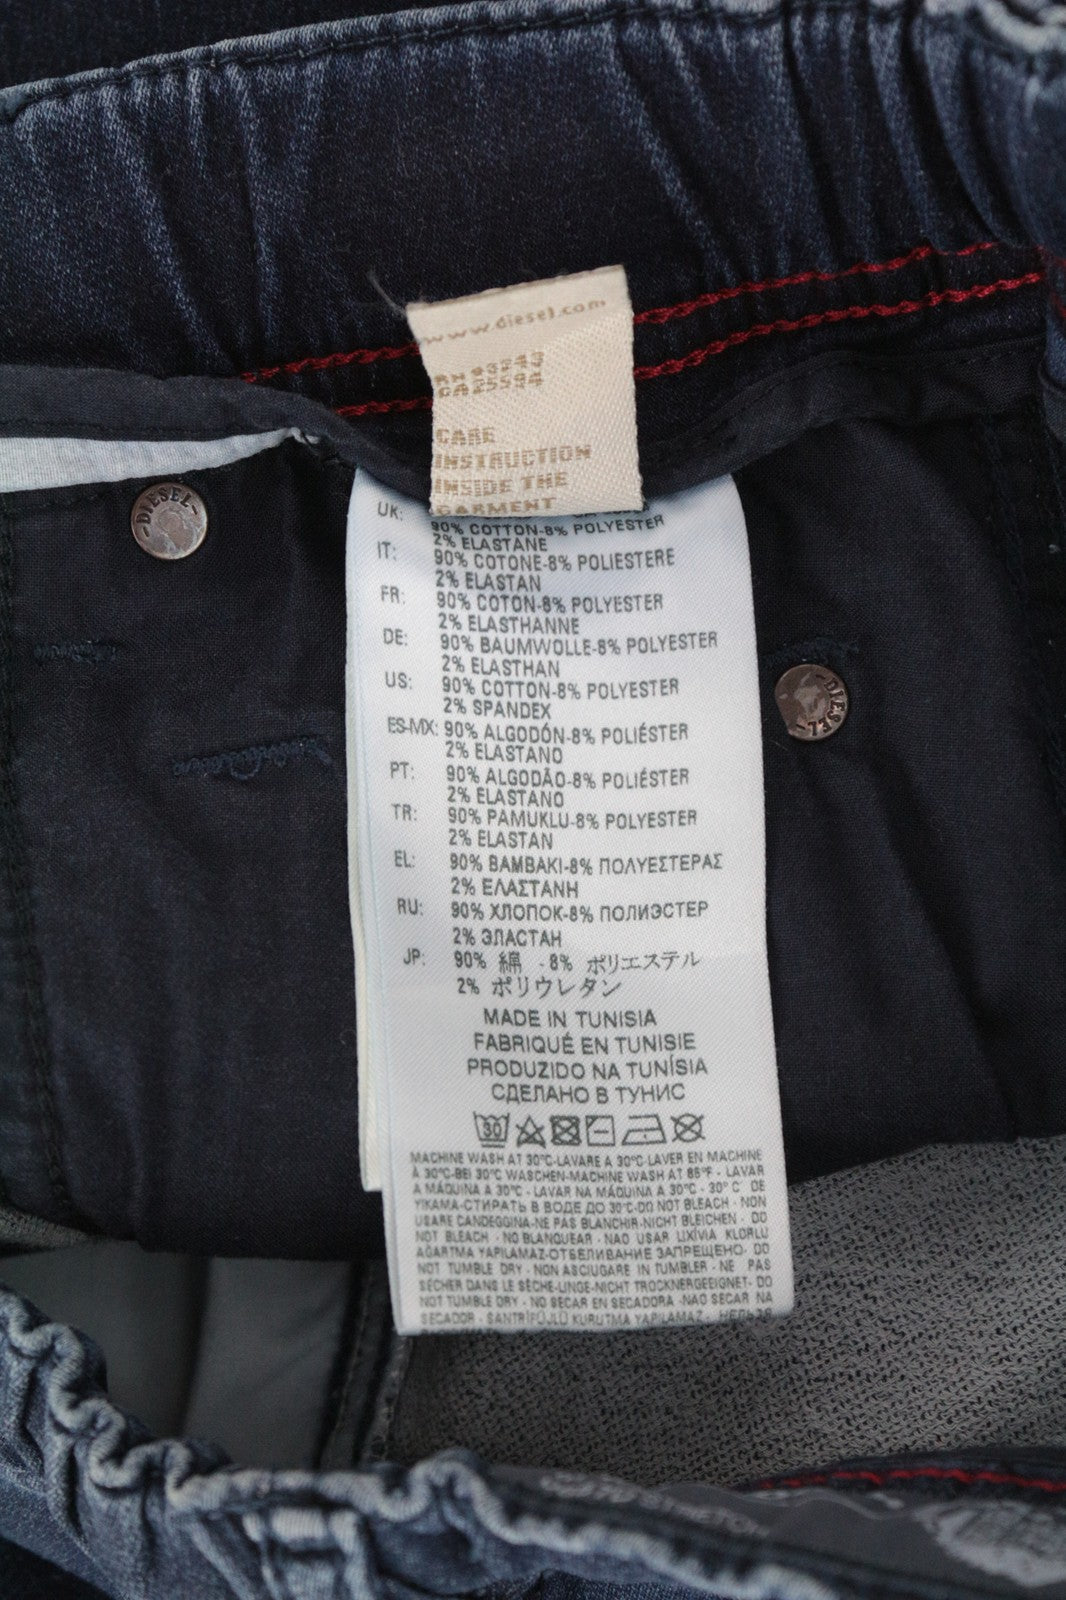 www.diesel.com
RN 93243
CA 25594
CARE
INSTRUCTION
INSIDE THE
GARMENT
-DIESEL-
-DIESEL-
UK:
90% COTTON-8% POLYESTER
2% ELASTANE
IT: 90% COTONE-8% POLIESTERE
2% ELASTAN
FR: 90% COTON-8% POLYESTER
2% ELASTHANNE
DE: 90% BAUMWOLLE-8% POLYESTER
2% ELASTHAN
US: 90% COTTON-8% POLYESTER
2% SPANDEX
ES-MX: 90% ALGODÓN-8% POLIÉSTER
2% ELASTANO
PT: 90% ALGODÃO-8% POLIÉSTER
2% ELASTANO
TR: 90% PAMUKLU-8% POLYESTER
2% ELASTAN
EL: 90% ΒΑΜΒΑΚΙ-8% ΠΟΛΥΕΣΤΕΡΑΣ
2% ΕΛΑΣΤΑΝΗ
RU: 90% ХЛОПОК-8% ПОЛИЭСТЕР
2% ЭЛАСТАН
JP: 90% 綿 -8% ポリエステル
2% ポリウレタン
MADE IN TUNISIA
FABRIQUÉ EN TUNISIE
PRODUZIDO NA TUNÍSIA
СДЕЛАНО В ТУНИС
30
MACHINE WASH AT 30°C-LAVARE A 30°C-LAVER EN MACHINE
À 30°C-BEI 30°C WASCHEN-MACHINE WASH AT 85°F - LAVAR
A MÁQUINA A 30°C - LAVAR NA MÁQUINA A 30°C - 30° C' DE
YIKAMA-СТИРАТЬ В ВОДЕ ДО 30°C-DO NOT BLEACH - NON
USARE CANDEGGINA-NE PAS BLANCHIR-NICHT BLEICHEN - DO
NOT BLEACH - NO BLANQUEAR - NAO USAR LIXÍVIA KLORLU
AĞARTMA YAPILAMAZ-ОТБЕЛИВАНИЕ ЗАПРЕЩЕНО- DO
NOT TUMBLE DRY - NON ASCIUGARE IN TUMBLER - NE PAS
SÉCHER DANS LE SÈCHE-LINGE-NICHT TROCKNERGEEIGNET- DO
NOT TUMBLE DRY - NO SECAR EN SECADORA -NAO SECAR NA
SECADOR - SANTRİFÜJLÜ KURUTMA YAPILAMAZ-